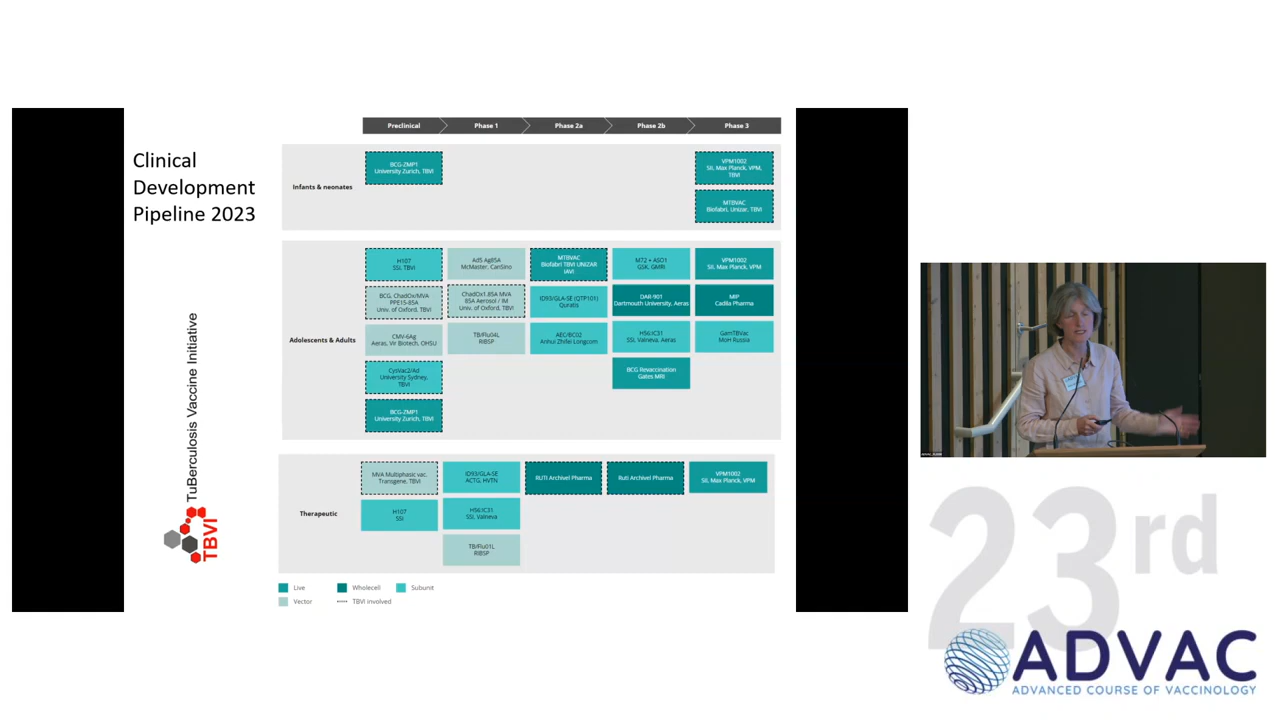 Clinical
Development
Pipeline 2023
TuBerculosis Vaccine Initiative
TBVI
Preclinical
Phase 1
Phase 2a
Phase 2b
Phase 3
Infants & neonates
BCG-ZMP1
University Zurich, TBVI
VPM1002
SII, Max Planck, VPM,
TBVI
MTBVAC
Biofabri, Unizar, TBVI
Adolescents & Adults
H107
SSI, TBVI
Ad5 Ag85A
McMaster, CanSino
MTBVAC
Biofabri TBVI UNIZAR
IAVI
M72 + AS01
GSK, GMRI
VPM1002
SII, Max Planck, VPM
BCG, ChadOx/MVA
PPE15-85A
Univ. of Oxford, TBVI
ChadOx1.85A MVA
85A Aerosol / IM
Univ. of Oxford, TBVI
ID93/GLA-SE (QTP101)
Quratis
DAR-901
Dartmouth University, Aeras
MIP
Cadila Pharma
CMV-6Ag
Aeras, Vir Biotech, OHSU
TB/Flu04L
RIBSP
AEC/BC02
Anhui Zhifei Longcom
H56:IC31
SSI, Valneva, Aeras
GamTBVac
MoH Russia
CysVac2/Ad
University Sydney,
TBVI
BCG Revaccination
Gates MRI
BCG-ZMP1
University Zurich, TBVI
Therapeutic
MVA Multiphasic vac.
Transgene, TBVI
ID93/GLA-SE
ACTG, HVTN
RUTI Archivel Pharma
Ruti Archivel Pharma
VPM1002
SII, Max Planck, VPM
H107
SSI
H56:IC31
SSI, Valneva
TB/Flu01L
RIBSP
Live
Wholecell
Subunit
Vector
TBVI involved
23rd
ADVAC
ADVANCED COURSE OF VACCINOLOGY